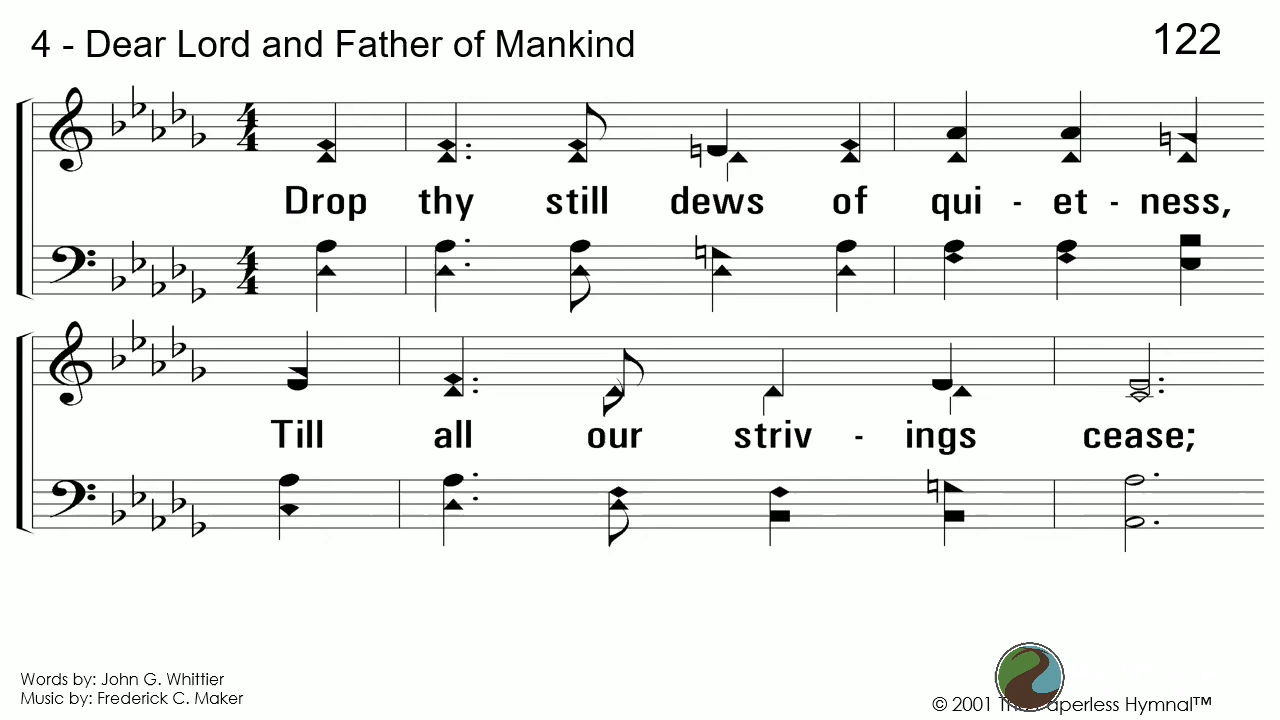 4 - Dear Lord and Father of Mankind
122
Drop thy still dews of qui - et - ness,
Till all our striv - ings cease;
Words by: John G. Whittier
Music by: Frederick C. Maker
© 2001 The Paperless Hymnal™